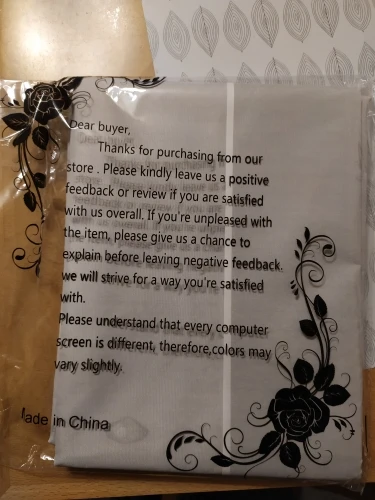 Dear buyer,
Thanks for purchasing from our
store . Please kindly leave us a positive
feedback or review if you are satisfied
with us overall. If you're unpleased with
the item, please give us a chance to
explain before leaving negative feedback.
we will strive for a way you're satisfied
with.
Please understand that every computer
screen is different, therefore,colors may
vary slightly.
Made in China